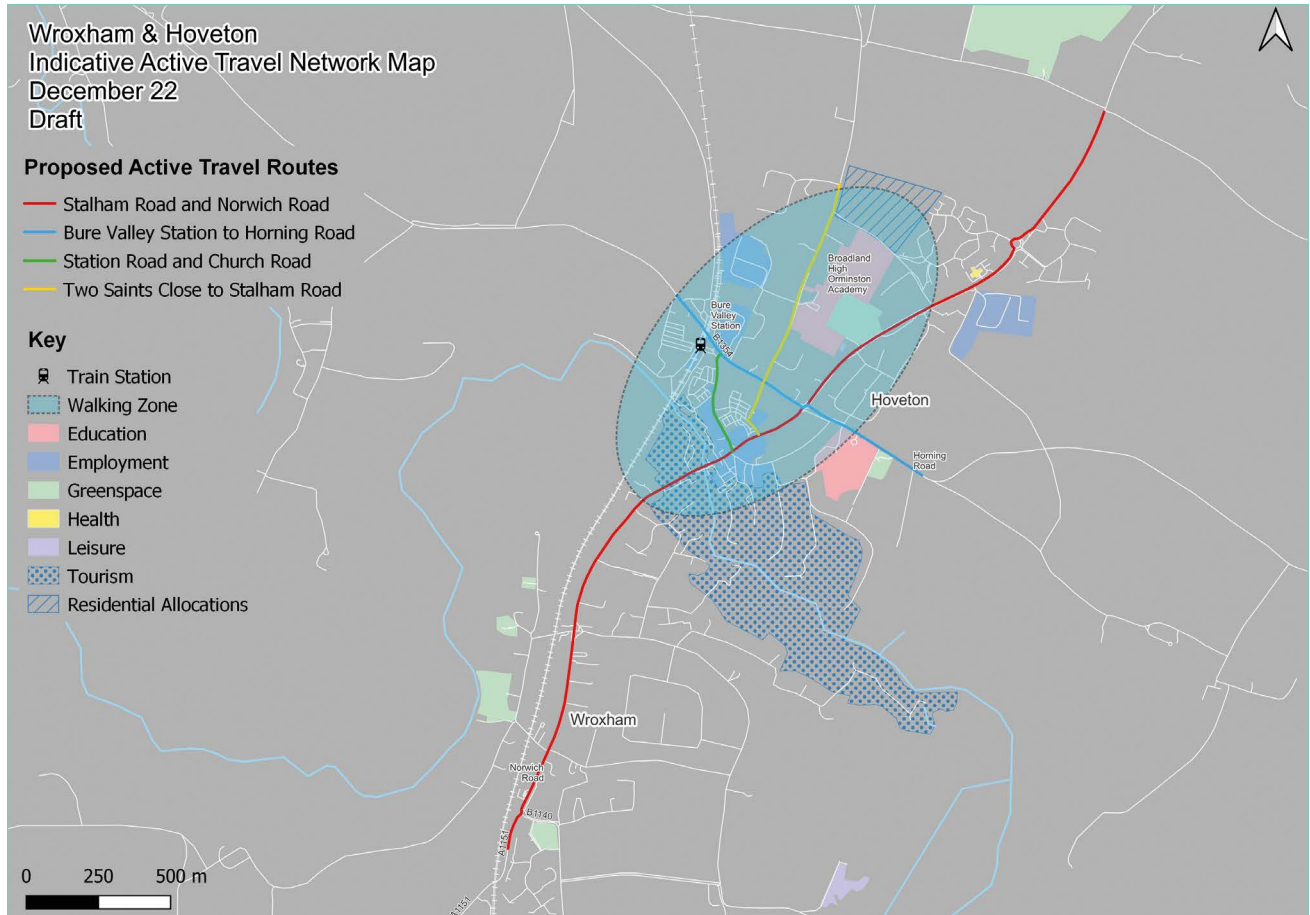 Wroxham & Hoveton
Indicative Active Travel Network Map
December 22
Draft
Proposed Active Travel Routes
Stalham Road and Norwich Road
Bure Valley Station to Horning Road
Station Road and Church Road
Two Saints Close to Stalham Road
Key
Train Station
Walking Zone
Education
Employment
Greenspace
Health
Leisure
Tourism
Residential Allocations
0 250 500 m
Broadland
High
Orminston
Academy
Bure
Valley
Station
B1354
Hoveton
3
Horning
Road
Wroxham
Norwich
Road
B1140
A1151
A1151